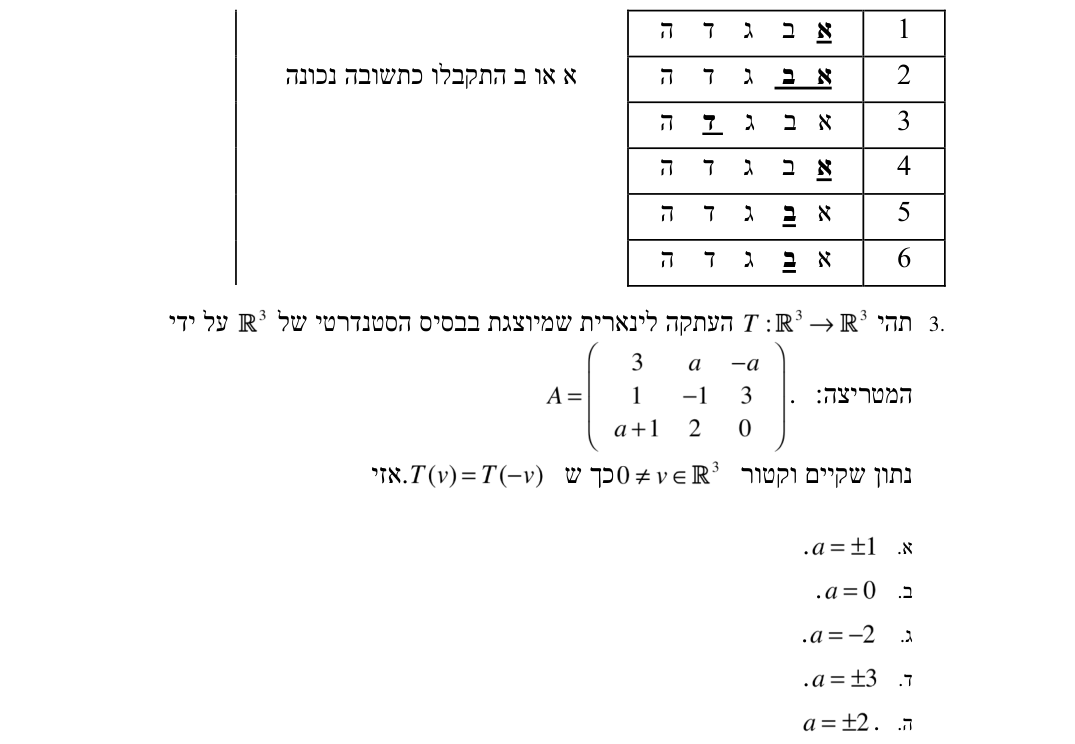 1 א ב ג ד ה
2 א ב ג ד ה א או ב התקבלו כתשובה נכונה
3 א ב ג ד ה
4 א ב ג ד ה
5 א ב ג ד ה
6 א ב ג ד ה
3. תהי T : ℝ³ → ℝ³ העתקה לינארית שמיוצגת בבסיס הסטנדרטי של ℝ³ על ידי
המטריצה: . A =
3 a −a
1 −1 3
a+1 2 0
נתון שקיים וקטור 0 ≠ v ∈ ℝ³ כך ש T(v) = T(−v).אזי
א. a = ±1.
ב. a = 0.
ג. a = −2.
ד. a = ±3.
ה. a = ±2.